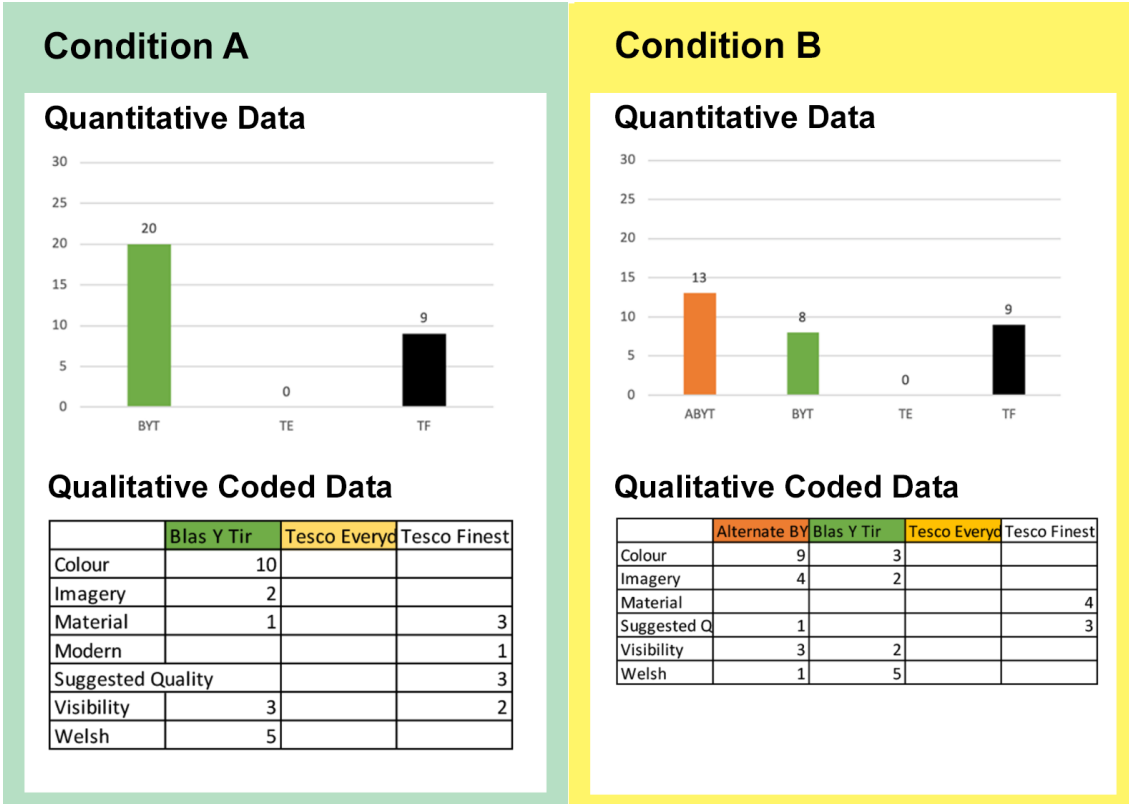 Condition A
Quantitative Data
30
25
20
15
10
5
0
20
0
9
BYT TE TF
Qualitative Coded Data
Blas Y Tir Tesco Everyd Tesco Finest
Colour 10
Imagery 2
Material 1 3
Modern 1
Suggested Quality 3
Visibility 3 2
Welsh 5
Condition B
Quantitative Data
30
25
20
15
10
5
0
13
8
0
9
ABYT BYT TE TF
Qualitative Coded Data
Alternate BY Blas Y Tir Tesco Everyd Tesco Finest
Colour 9 3
Imagery 4 2
Material 4
Suggested Q 1 3
Visibility 3 2
Welsh 1 5